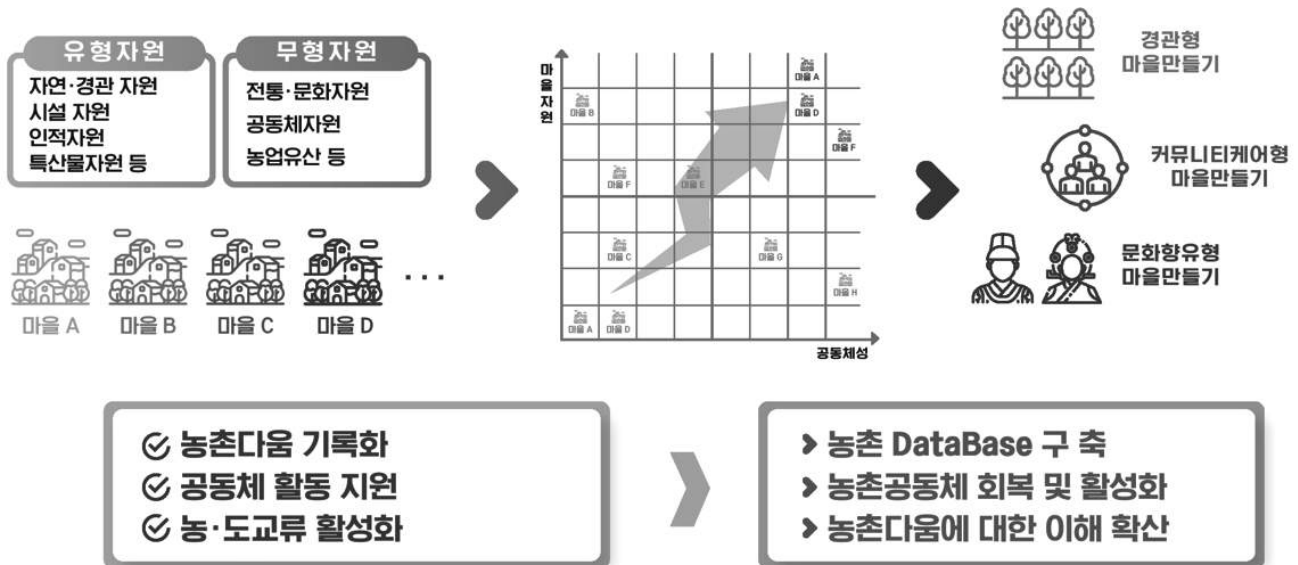 유형자원
자연·경관 자원
시설 자원
인적자원
특산물자원 등
무형자원
전통·문화자원
공동체자원
농업유산 등
마을 A
마을 B
마을 C
마을 D
...
마을자원
마을 A
마을 B
마을 D
마을 F
마을 F
마을 E
마을 C
마을 G
마을 H
마을 A
마을 D
공동체성
경관형
마을만들기
커뮤니티케어형
마을만들기
문화향유형
마을만들기
농촌다움 기록화
공동체 활동 지원
농·도교류 활성화
농촌 DataBase 구 축
농촌공동체 회복 및 활성화
농촌다움에 대한 이해 확산